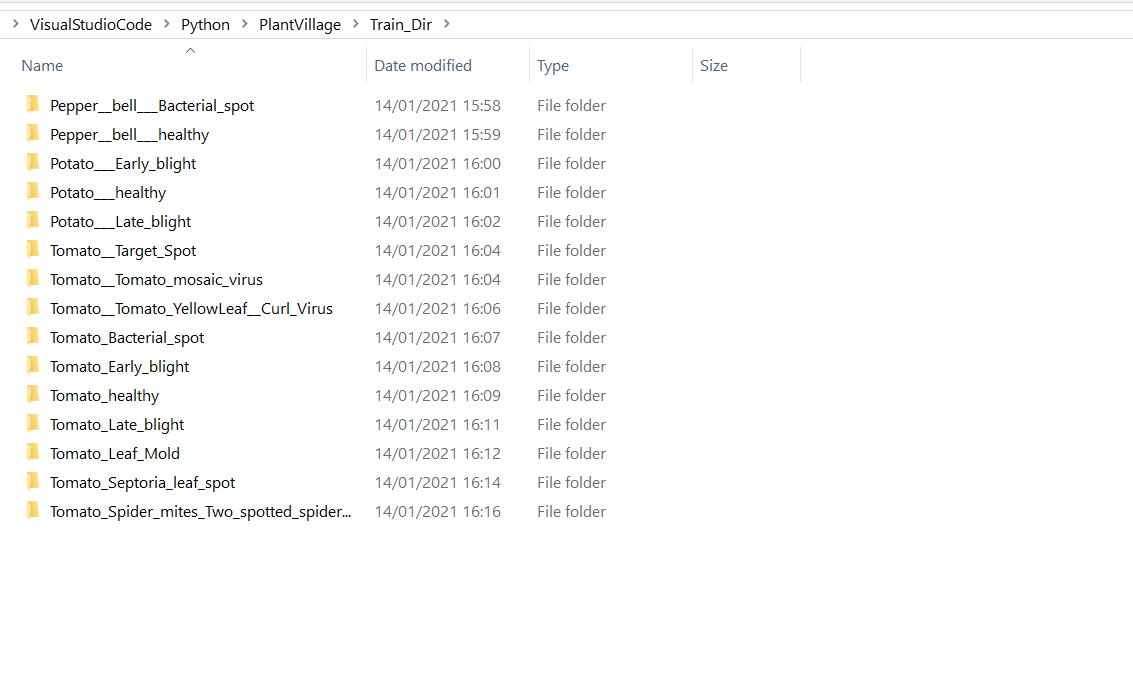 VisualStudioCode > Python > PlantVillage > Train_Dir >
Name Date modified Type Size
Pepper__bell___Bacterial_spot 14/01/2021 15:58 File folder
Pepper__bell___healthy 14/01/2021 15:59 File folder
Potato___Early_blight 14/01/2021 16:00 File folder
Potato___healthy 14/01/2021 16:01 File folder
Potato___Late_blight 14/01/2021 16:02 File folder
Tomato__Target_Spot 14/01/2021 16:04 File folder
Tomato__Tomato_mosaic_virus 14/01/2021 16:04 File folder
Tomato__Tomato_YellowLeaf__Curl_Virus 14/01/2021 16:06 File folder
Tomato_Bacterial_spot 14/01/2021 16:07 File folder
Tomato_Early_blight 14/01/2021 16:08 File folder
Tomato_healthy 14/01/2021 16:09 File folder
Tomato_Late_blight 14/01/2021 16:11 File folder
Tomato_Leaf_Mold 14/01/2021 16:12 File folder
Tomato_Septoria_leaf_spot 14/01/2021 16:14 File folder
Tomato_Spider_mites_Two_spotted_spider... 14/01/2021 16:16 File folder